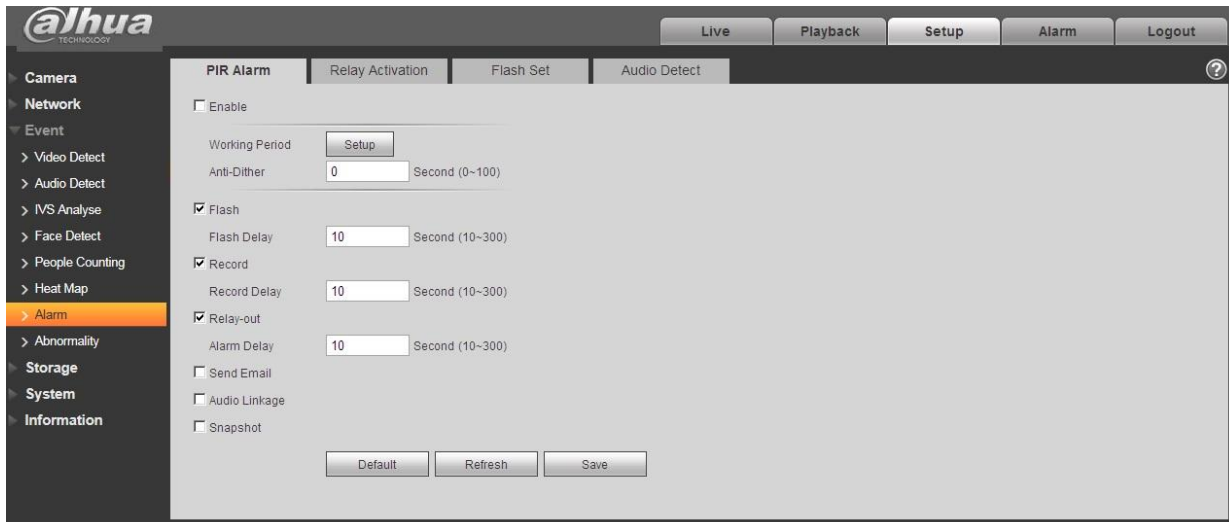 alhua
TECHNOLOGY
Live Playback Setup Alarm Logout
PIR Alarm Relay Activation Flash Set Audio Detect ?
Camera
Network
Event
> Video Detect
> Audio Detect
> IVS Analyse
> Face Detect
> People Counting
> Heat Map
> Alarm
> Abnormality
Storage
System
Information
Enable
Working Period Setup
Anti-Dither 0 Second (0~100)
Flash
Flash Delay 10 Second (10~300)
Record
Record Delay 10 Second (10~300)
Relay-out
Alarm Delay 10 Second (10~300)
Send Email
Audio Linkage
Snapshot
Default Refresh Save